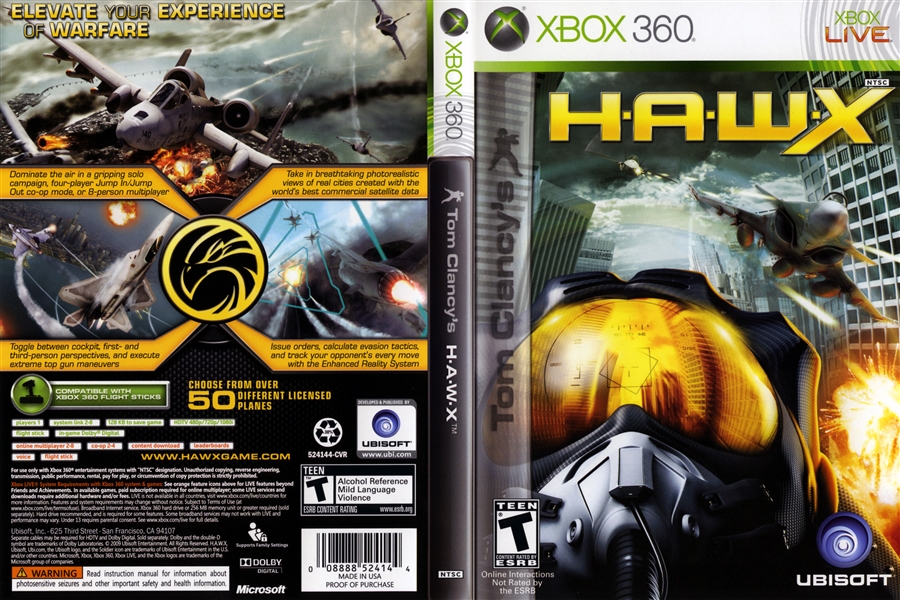 ELEVATE YOUR EXPERIENCE
OF WARFARE
Dominate the air in a gripping solo
campaign, four-player Jump In/Jump
Out co-op mode, or 8-person multiplayer
Take in breathtaking photorealistic
views of real cities created with the
world's best commercial satellite data
Toggle between cockpit, first- and
third-person perspectives, and execute
extreme top gun maneuvers
Issue orders, calculate evasion tactics,
and track your opponent's every move
with the Enhanced Reality System
COMPATIBLE WITH
XBOX 360 FLIGHT STICKS
CHOOSE FROM OVER
50 DIFFERENT LICENSED
PLANES
players 1 system link 2-8 128 KB to save game HDTV 480p/720p/1080i
flight stick in-game Dolby® Digital
online multiplayer 2-8 co-op 2-4 content download leaderboards
voice flight stick
WWW.HAWXGAME.COM
524144-CVR
DEVELOPED & PUBLISHED BY
UBISOFT
www.ubi.com
For use only with Xbox 360® entertainment systems with "NTSC" designation. Unauthorized copying, reverse engineering,
transmission, public performance, rental, pay for play, or circumvention of copy protection is strictly prohibited.
Xbox LIVE® System Requirements with Xbox 360 system & games: See orange feature icons above for LIVE features beyond
Friends and Achievements. In available games, paid subscription required for online multiplayer; some LIVE services and
downloads require additional hardware and/or fees. LIVE is not available in all countries, visit www.xbox.com/live/countries for
more information. Features and system requirements may change without notice. Subject to Terms of Use (at
www.xbox.com/live/termsofuse). Broadband Internet service, Xbox 360 hard drive or 256 MB memory unit or greater required (sold
separately). Hard drive recommended, and is required for some features. Some broadband services may not work with LIVE and
performance may vary. Under 13 requires parental consent. See www.xbox.com/live for full details.
Ubisoft, Inc. · 625 Third Street · San Francisco, CA 94107
Separate cables may be required for HDTV and Dolby Digital. Sold separately. Dolby and the double-D
symbol are trademarks of Dolby Laboratories. © 2009 Ubisoft Entertainment. All Rights Reserved. H.A.W.X,
Ubisoft, Ubi.com, the Ubisoft logo, and the Soldier icon are trademarks of Ubisoft Entertainment in the U.S.
and/or other countries. Microsoft, Xbox, Xbox 360, Xbox LIVE, and the Xbox logos are trademarks of the
Microsoft group of companies.
WARNING Read instruction manual for information about
photosensitive seizures and other important safety and health information.
Supports Family Settings
DOLBY
DIGITAL
Microsoft
TEEN
T
Alcohol Reference
Mild Language
Violence
ESRB CONTENT RATING www.esrb.org
0 08888 52414 4
MADE IN USA
PROOF OF PURCHASE
XBOX 360
Tom Clancy's H.A.W.X™
NTSC
XBOX 360
XBOX
LIVE
NTSC
H.A.W.X
Tom Clancy's
TEEN
T
CONTENT RATED BY
ESRB
Online Interactions
Not Rated by
the ESRB
UBISOFT